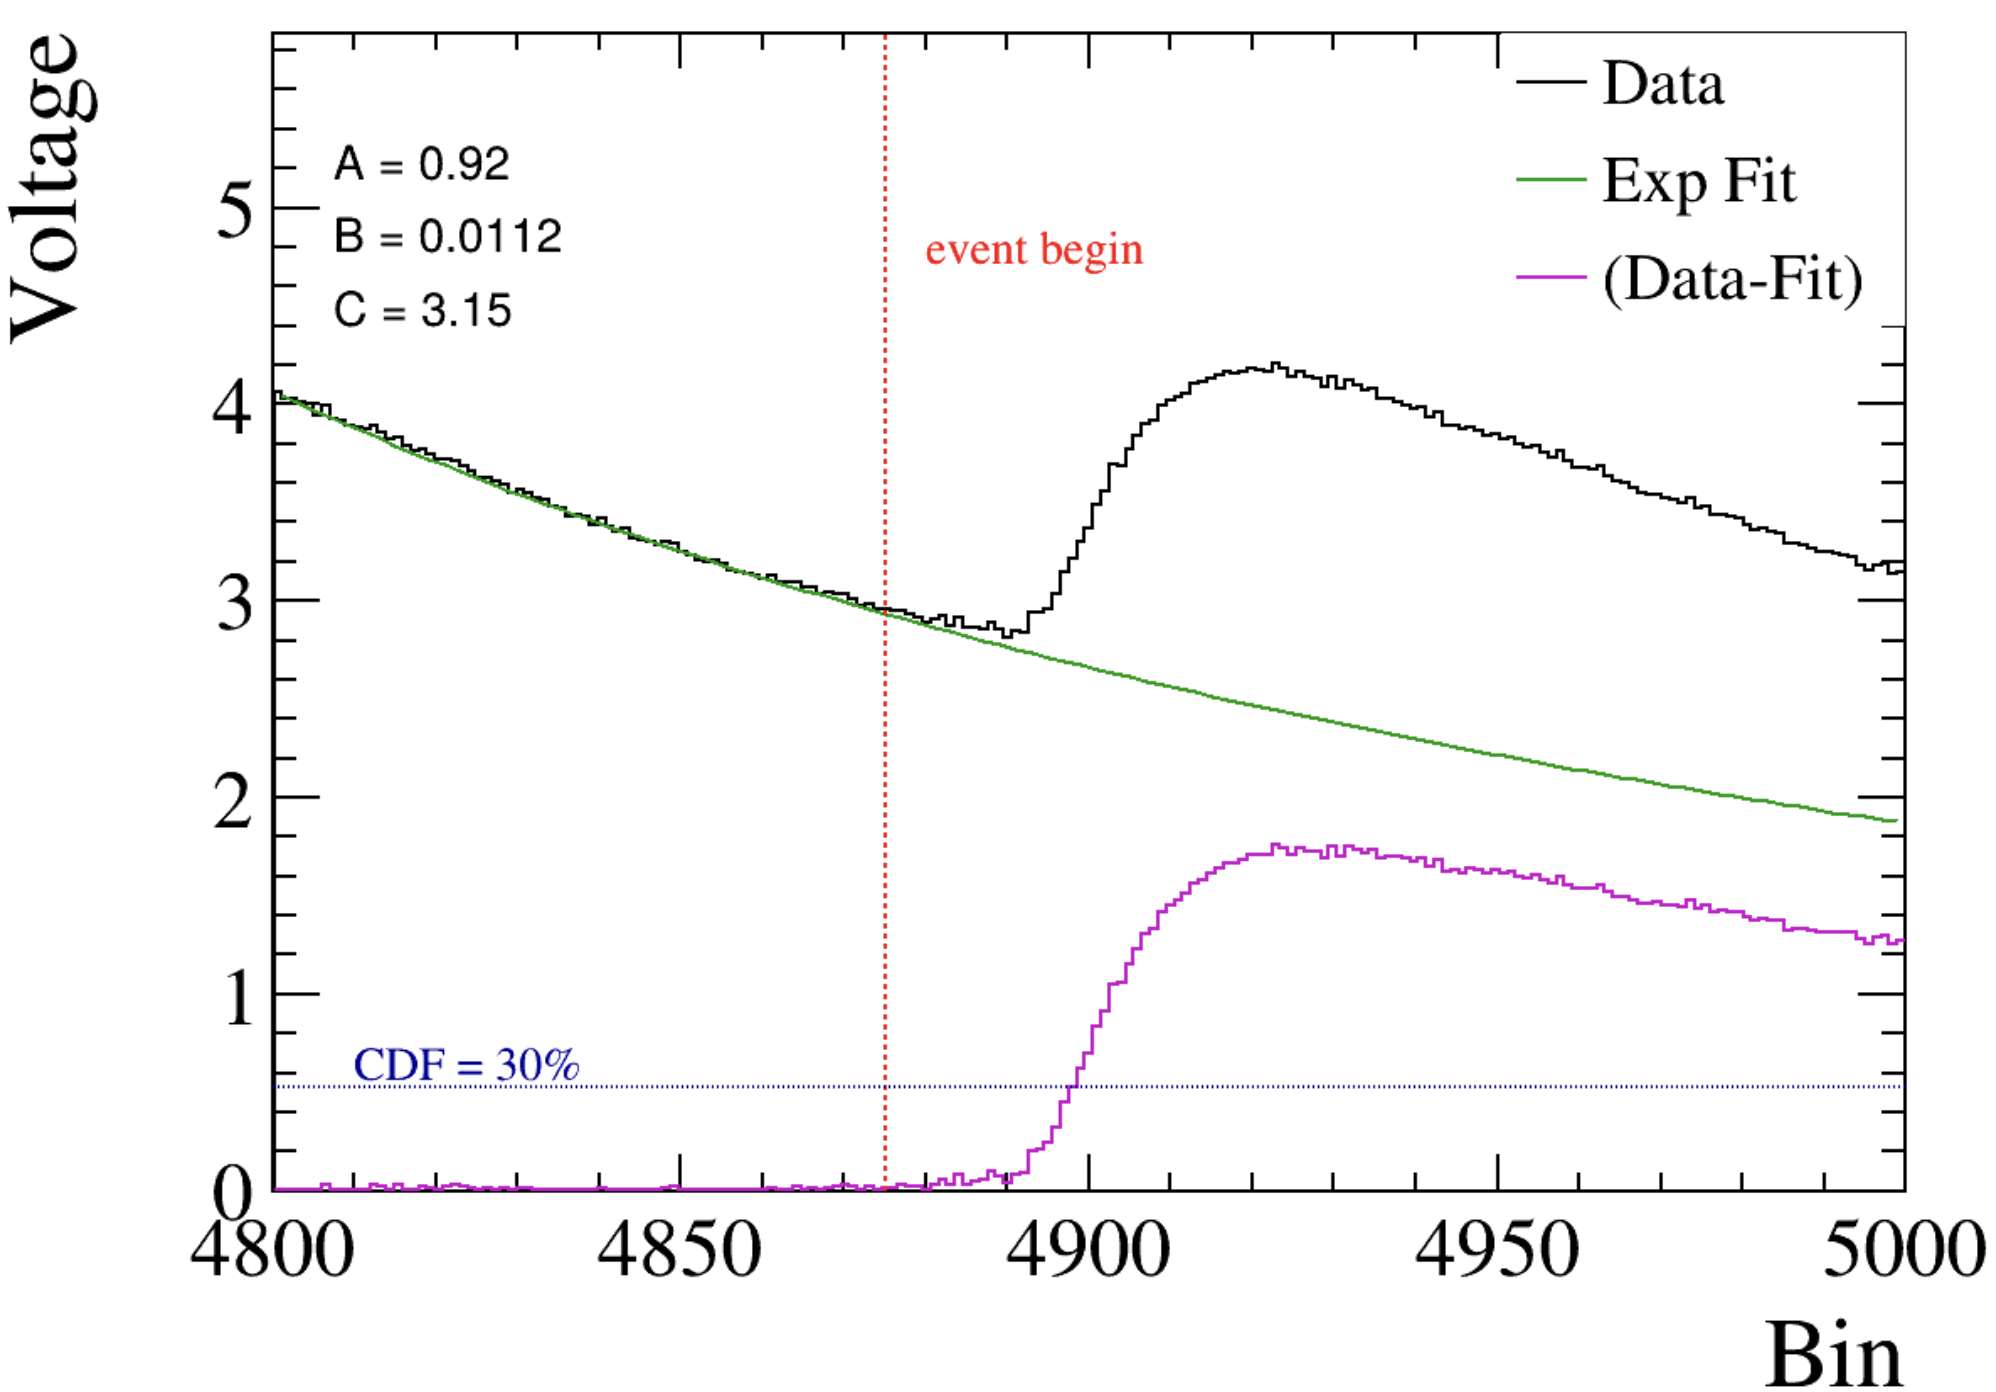 Voltage
Data
Exp Fit
(Data-Fit)
A = 0.92
B = 0.0112
C = 3.15
event begin
5
4
3
2
1
0
CDF = 30%
4800
4850
4900
4950
5000
Bin